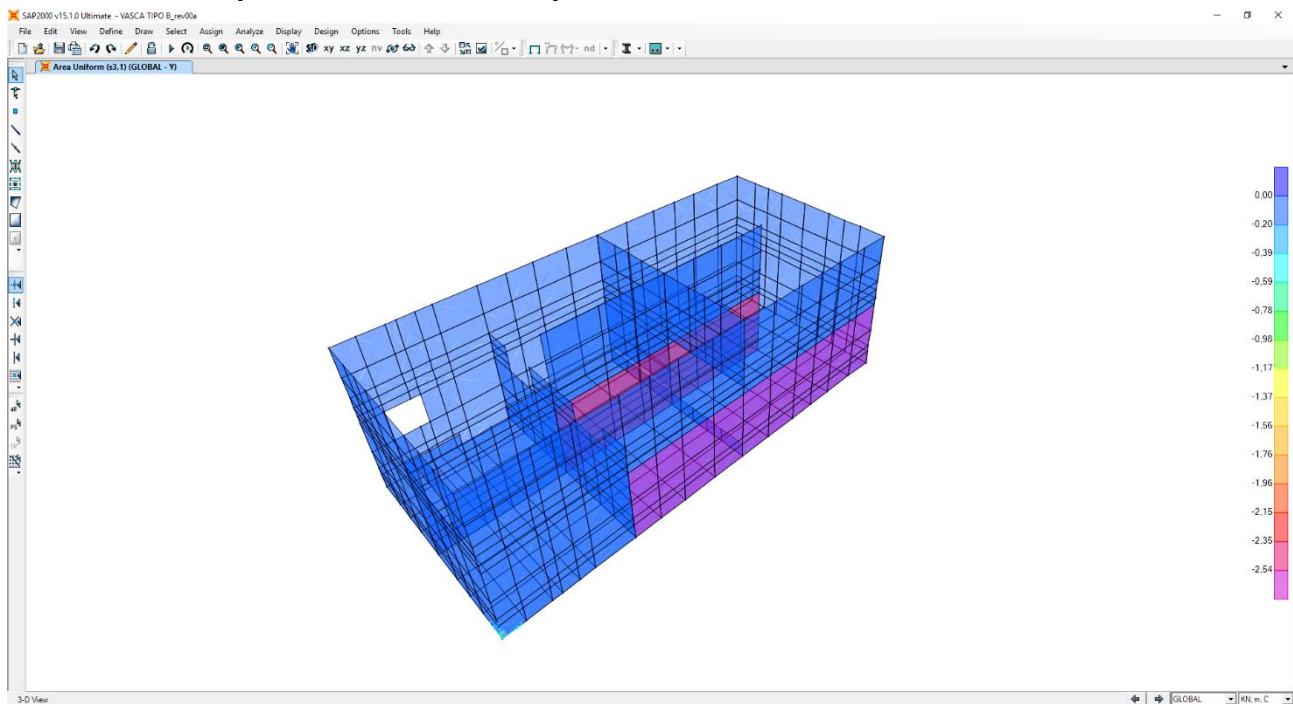 SAP2000 v15.1.0 Ultimate - VASCA TIPO B_rev00a
File Edit View Define Draw Select Assign Analyze Display Design Options Tools Help
xy xz yz nv nd
Area Uniform (s3,1) (GLOBAL - Y)
0,00
-0,20
-0,39
-0,59
-0,78
-0,98
-1,17
-1,37
-1,56
-1,76
-1,96
-2,15
-2,35
-2,54
all
PS
3-D View
GLOBAL
KN, m, C